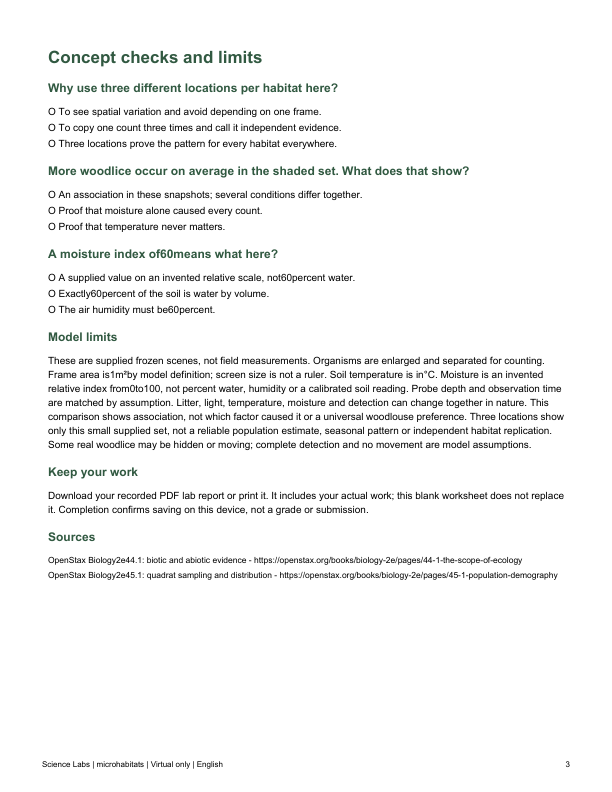 Concept checks and limits
Why use three different locations per habitat here?
O To see spatial variation and avoid depending on one frame.
O To copy one count three times and call it independent evidence.
O Three locations prove the pattern for every habitat everywhere.
More woodlice occur on average in the shaded set. What does that show?
O An association in these snapshots; several conditions differ together.
O Proof that moisture alone caused every count.
O Proof that temperature never matters.
A moisture index of60means what here?
O A supplied value on an invented relative scale, not60percent water.
O Exactly60percent of the soil is water by volume.
O The air humidity must be60percent.
Model limits
These are supplied frozen scenes, not field measurements. Organisms are enlarged and separated for counting.
Frame area is1m²by model definition; screen size is not a ruler. Soil temperature is in°C. Moisture is an invented
relative index from0to100, not percent water, humidity or a calibrated soil reading. Probe depth and observation time
are matched by assumption. Litter, light, temperature, moisture and detection can change together in nature. This
comparison shows association, not which factor caused it or a universal woodlouse preference. Three locations show
only this small supplied set, not a reliable population estimate, seasonal pattern or independent habitat replication.
Some real woodlice may be hidden or moving; complete detection and no movement are model assumptions.
Keep your work
Download your recorded PDF lab report or print it. It includes your actual work; this blank worksheet does not replace
it. Completion confirms saving on this device, not a grade or submission.
Sources
OpenStax Biology2e44.1: biotic and abiotic evidence - https://openstax.org/books/biology-2e/pages/44-1-the-scope-of-ecology
OpenStax Biology2e45.1: quadrat sampling and distribution - https://openstax.org/books/biology-2e/pages/45-1-population-demography
Science Labs | microhabitats | Virtual only | English
3